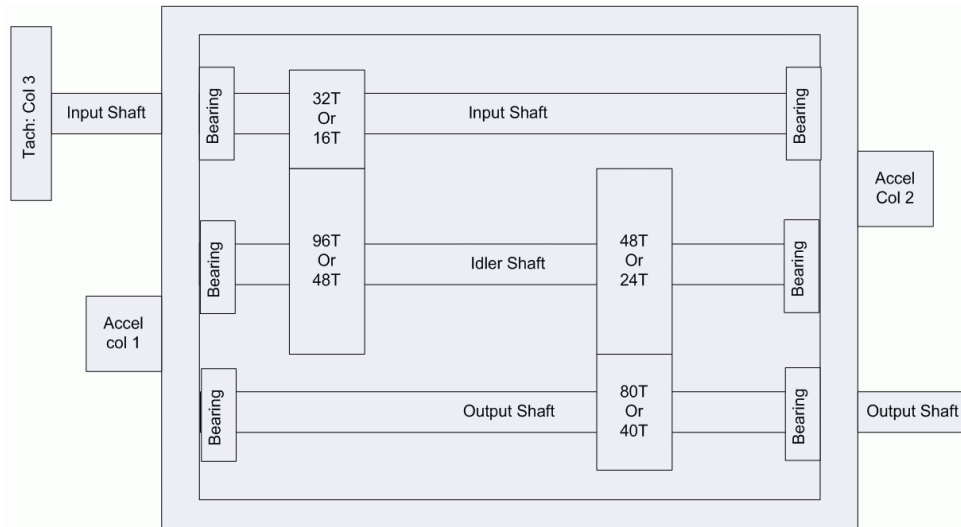 Tach: Col 3
Input Shaft
Bearing
32T
Or
16T
Input Shaft
Bearing
Accel
Col 2
Bearing
96T
Or
48T
Idler Shaft
48T
Or
24T
Bearing
Accel
col 1
Bearing
Output Shaft
80T
Or
40T
Bearing
Output Shaft